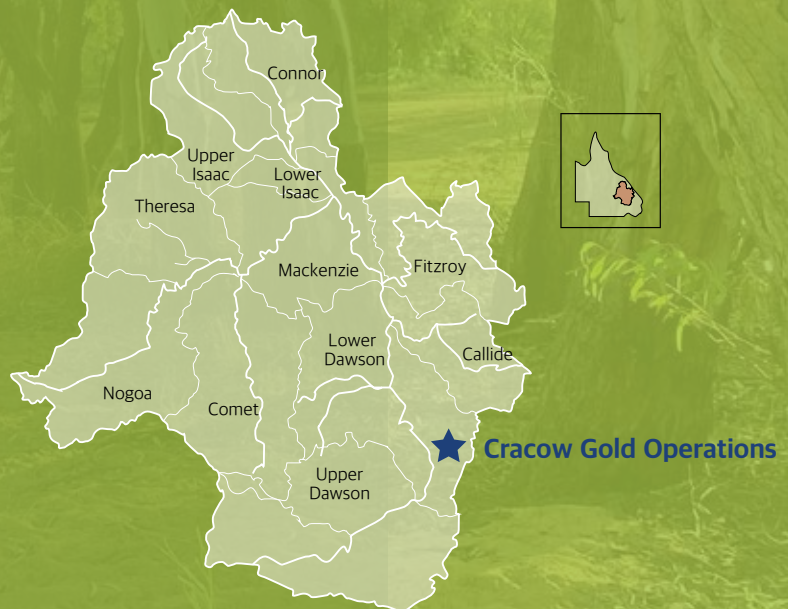 Connor
Upper
Isaac
Lower
Isaac
Theresa
Mackenzie
Fitzroy
Lower
Dawson
Callide
Nogoa
Comet
Cracow Gold Operations
Upper
Dawson